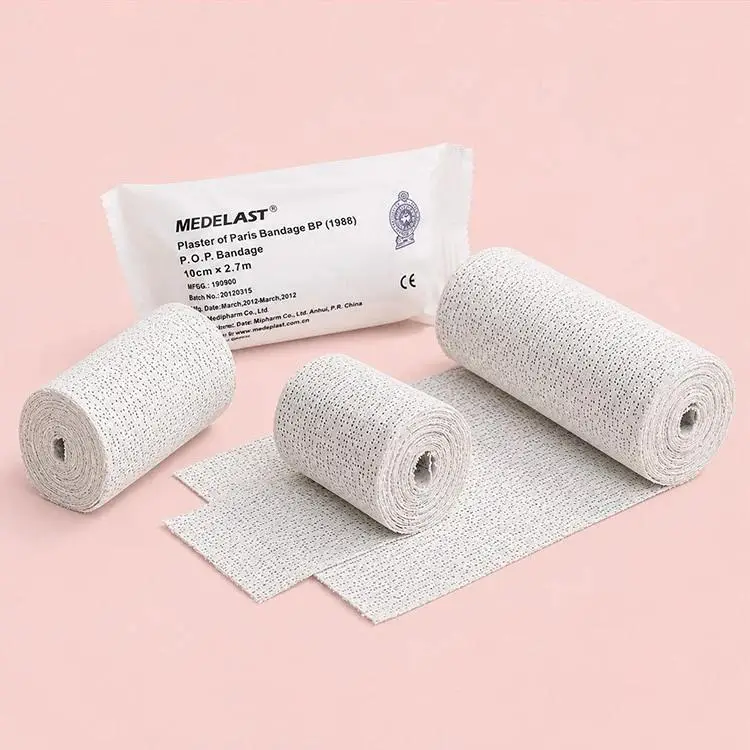 MEDELAST®
Plaster of Paris Bandage BP (1988)
P.O.P. Bandage
10cm x 2.7m
MFGG.: 190900
Batch No.: 20120315
Mfg. Date: March,2012-March,2012
Medipharm Co., Ltd.
Date: Mipharm Co., Ltd. Anhui, P.R. China
www.medeplast.com.cn
CE